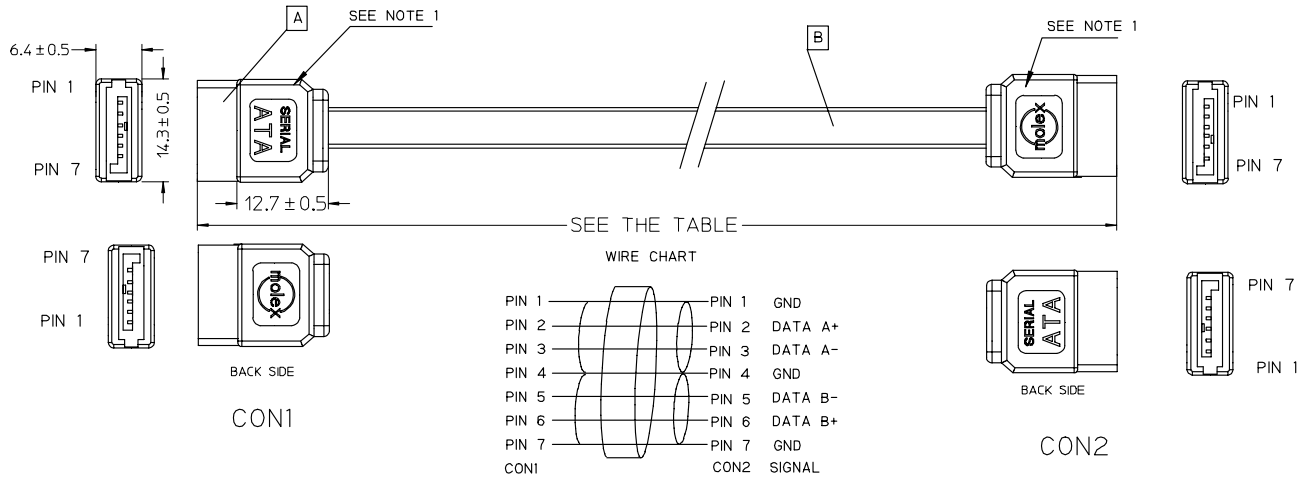 A
SEE NOTE 1
SEE NOTE 1
B
6.4±0.5
PIN 1
14.3±0.5
PIN 7
SERIAL
ATA
molex
PIN 1
PIN 7
12.7±0.5
SEE THE TABLE
PIN 7
PIN 1
molex
BACK SIDE
CON1
WIRE CHART
PIN 1 PIN 1 GND
PIN 2 PIN 2 DATA A+
PIN 3 PIN 3 DATA A-
PIN 4 PIN 4 GND
PIN 5 PIN 5 DATA B-
PIN 6 PIN 6 DATA B+
PIN 7 PIN 7 GND
CON1 CON2 SIGNAL
SERIAL
ATA
BACK SIDE
PIN 7
PIN 1
CON2